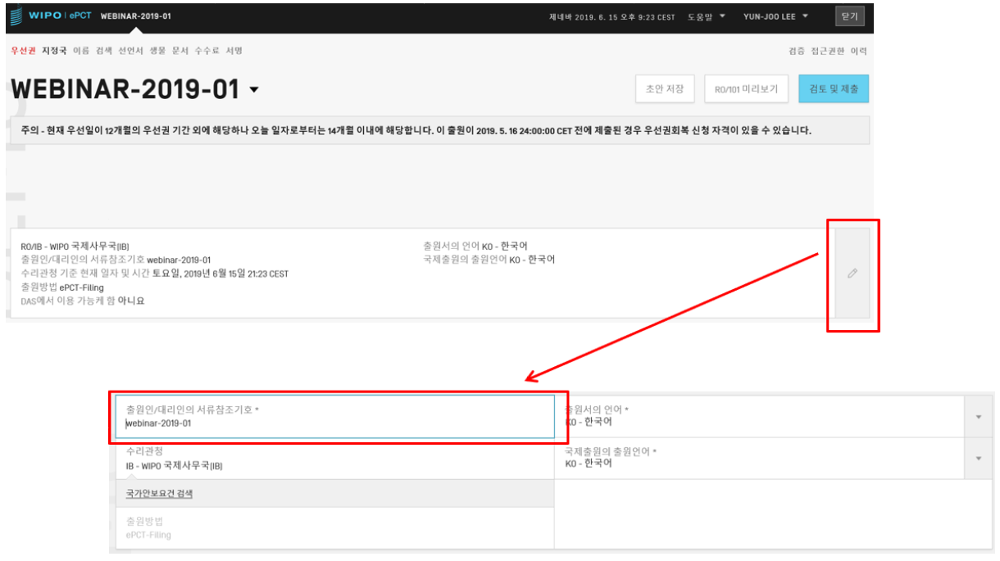 WIPO | ePCT WEBINAR-2019-01 제네바 2019. 6. 15 오후 9:23 CEST 도움말 YUN-JOO LEE 닫기
우선권 지정국 이름 검색 선언서 생물 문서 수수료 서명 검증 접근권한 이력
WEBINAR-2019-01 초안 저장 RO/101 미리보기 검토 및 제출
주의 - 현재 우선일이 12개월의 우선권 기간 외에 해당하나 오늘 일자로부터는 14개월 이내에 해당합니다. 이 출원이 2019. 5. 16 24:00:00 CET 전에 제출된 경우 우선권회복 신청 자격이 있을 수 있습니다.
RO/IB - WIPO 국제사무국(IB) 출원서의 언어 KO - 한국어
출원인/대리인의 서류참조기호 webinar-2019-01 국제출원의 출원언어 KO - 한국어
수리관청 기준 현재 일자 및 시간 토요일, 2019년 6월 15일 21:23 CEST
출원방법 ePCT-Filing
DAS에서 이용 가능케 함 아니요
출원인/대리인의 서류참조기호 * 출원서의 언어 *
webinar-2019-01 KO - 한국어
수리관청 국제출원의 출원언어 *
IB - WIPO 국제사무국(IB) KO - 한국어
국가안보요건 검색
출원방법
ePCT-Filing